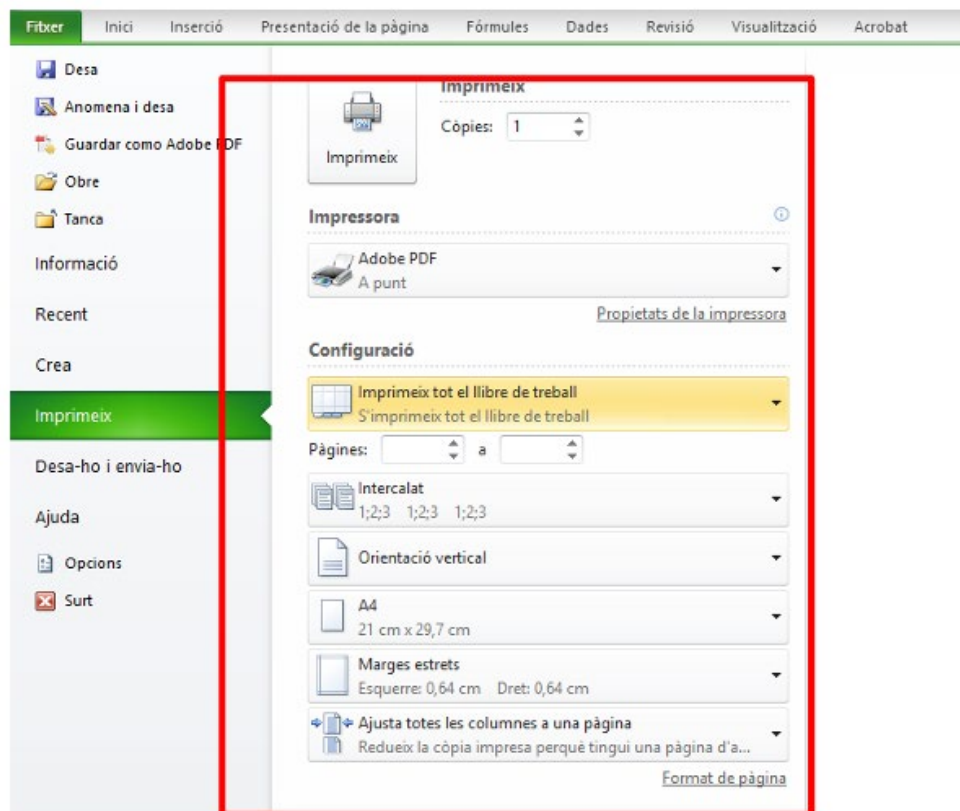 Fitxer Inici Inserció Presentació de la pàgina Fórmules Dades Revisió Visualització Acrobat
Desa
Anomena i desa
Guardar como Adobe PDF
Obre
Tanca
Informació
Recent
Crea
Imprimeix
Desa-ho i envia-ho
Ajuda
Opcions
Surt
Imprimeix
Còpies: 1
Imprimeix
Impressora
Adobe PDF
A punt
Propietats de la impressora
Configuració
Imprimeix tot el llibre de treball
S'imprimeix tot el llibre de treball
Pàgines: a
Intercalat
1;2;3 1;2;3 1;2;3
Orientació vertical
A4
21 cm x 29,7 cm
Marges estrets
Esquerre: 0,64 cm Dret: 0,64 cm
Ajusta totes les columnes a una pàgina
Redueix la còpia impresa perquè tingui una pàgina d'a...
Format de pàgina